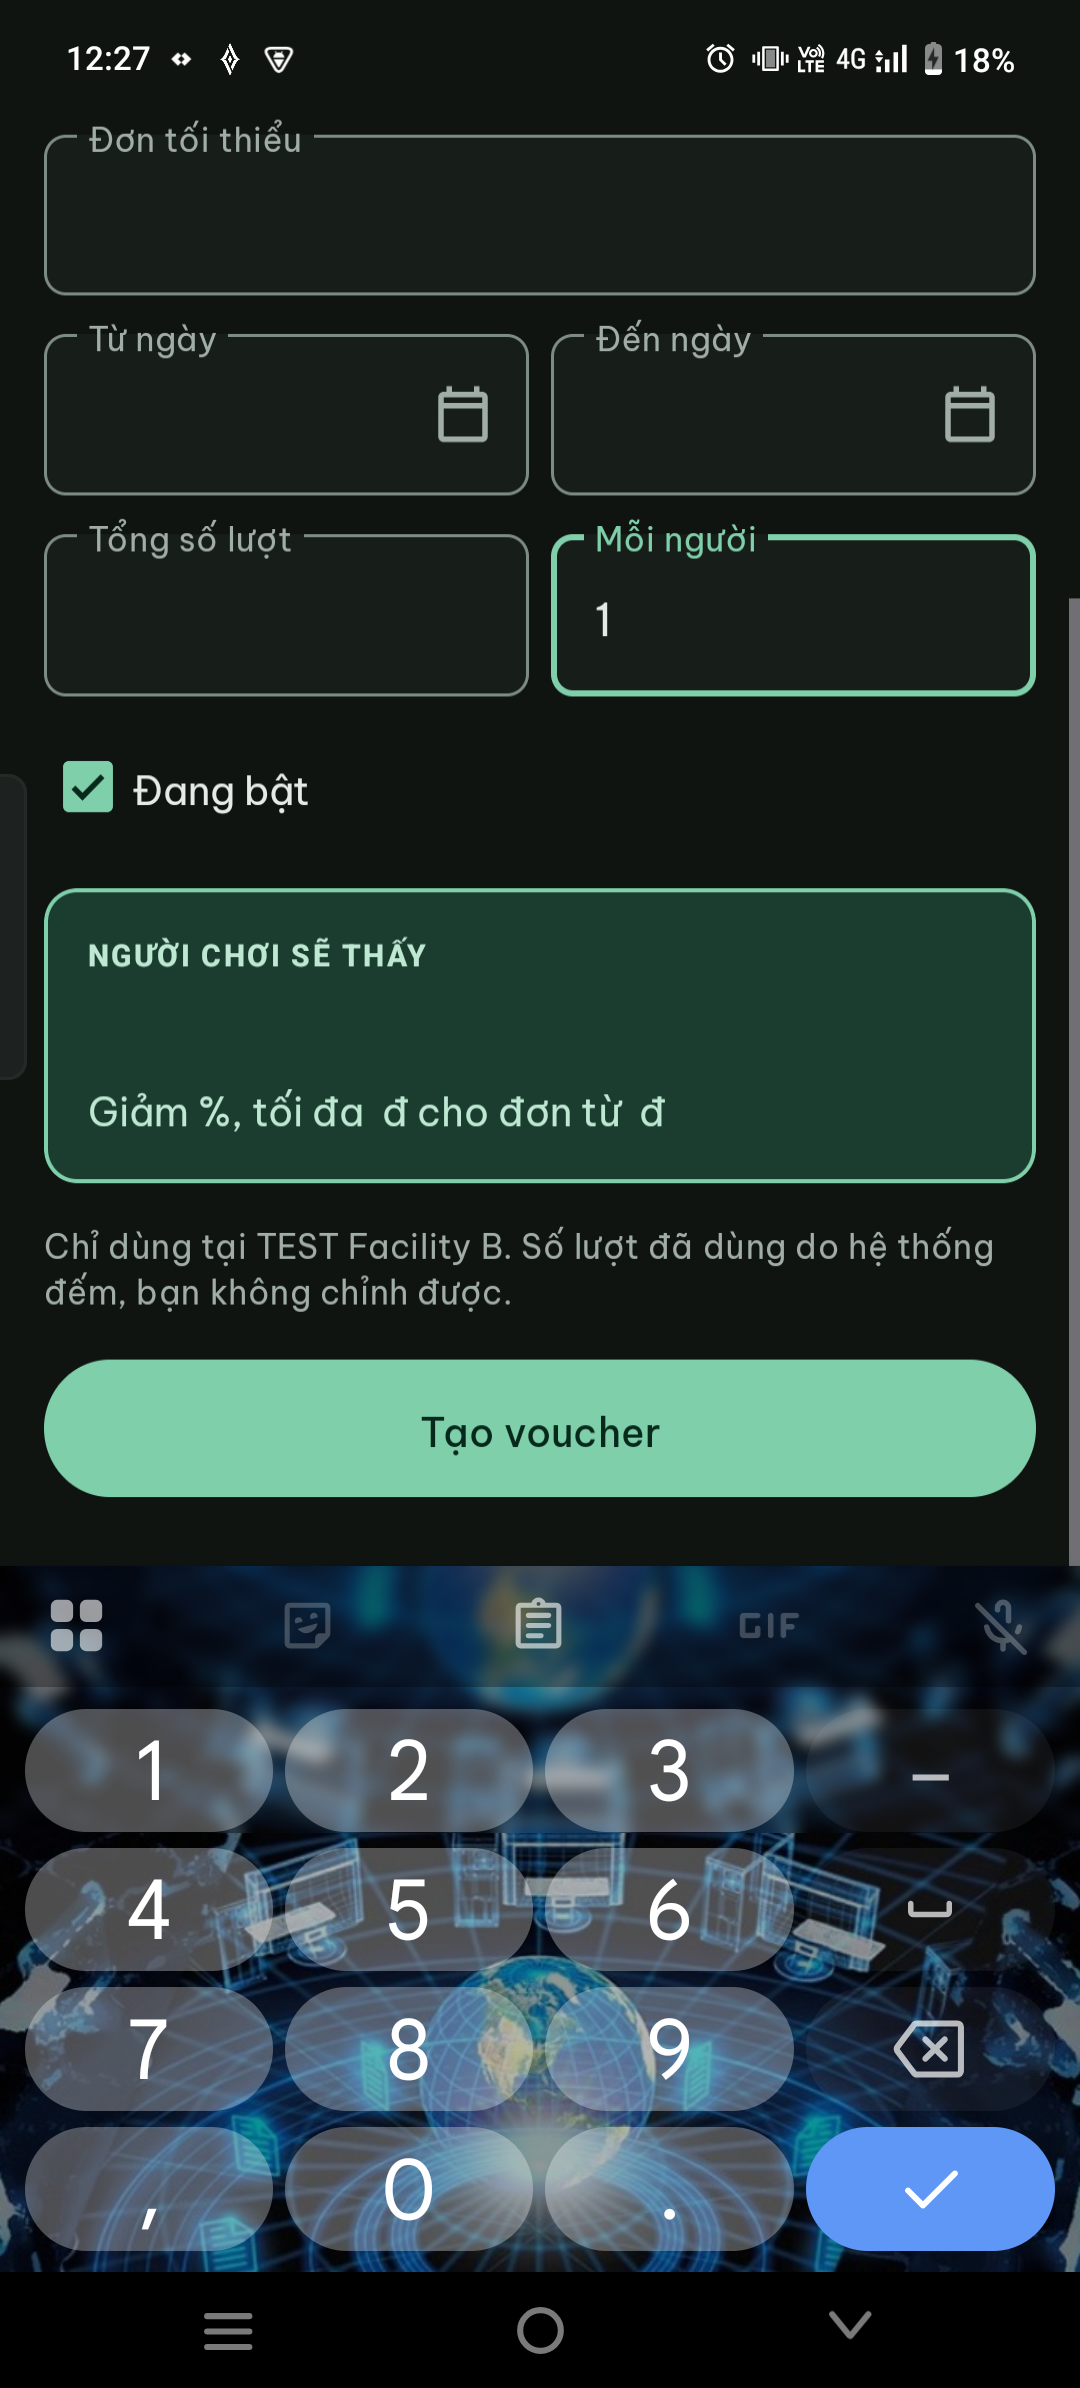 12:27 VoLTE 4G 18%
Đơn tối thiểu
Từ ngày Đến ngày
Tổng số lượt Mỗi người
1
Đang bật
NGƯỜI CHƠI SẼ THẤY
Giảm %, tối đa  đ cho đơn từ  đ
Chỉ dùng tại TEST Facility B. Số lượt đã dùng do hệ thống
đếm, bạn không chỉnh được.
Tạo voucher
GIF
1 2 3 –
4 5 6
7 8 9
, 0 .